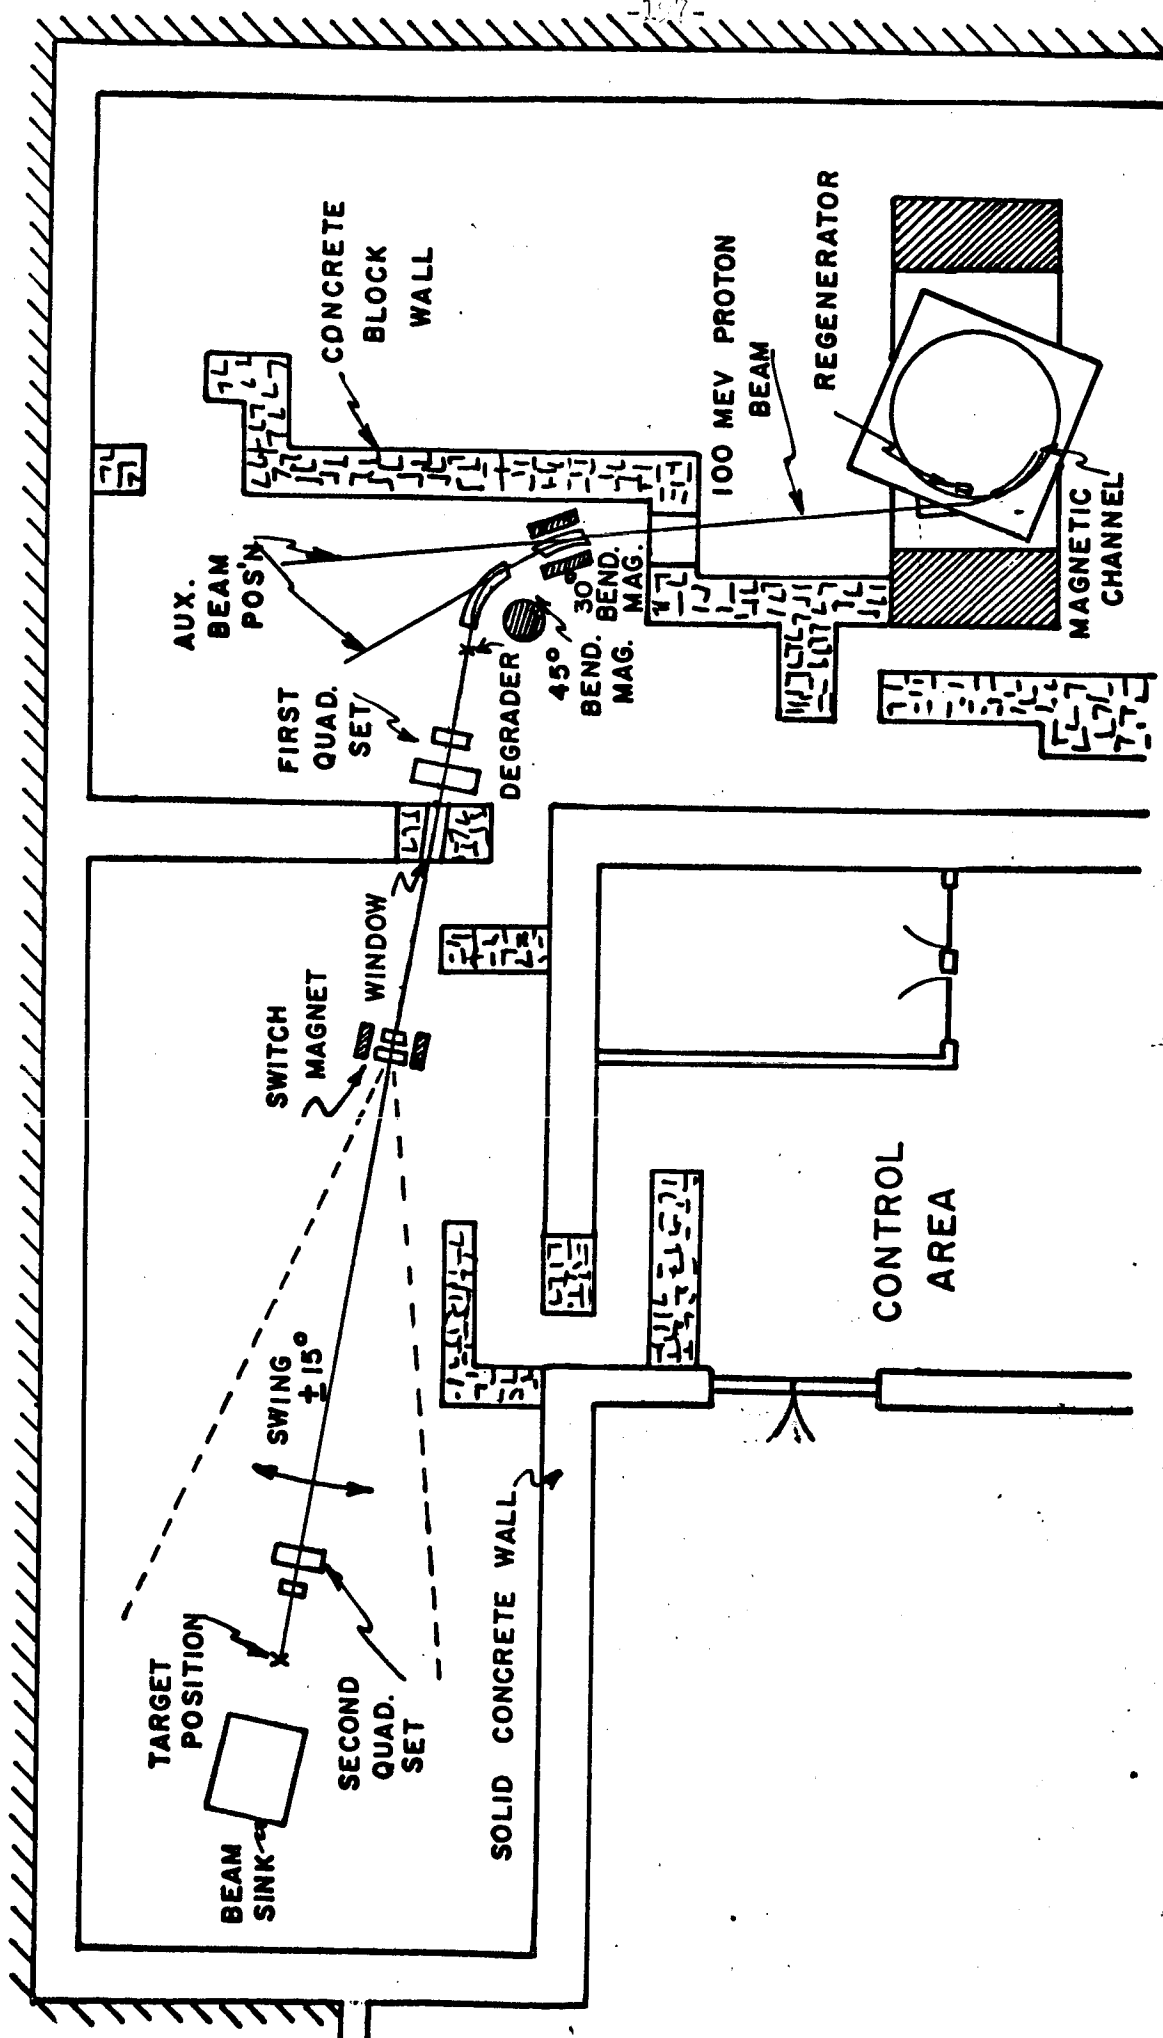 AUX.
BEAM
POS'N
CONCRETE
BLOCK
WALL
FIRST
QUAD.
SET
DEGRADER
45°
BEND.
MAG.
30°
BEND.
MAG.
100 MEV PROTON
BEAM
REGENERATOR
MAGNETIC
CHANNEL
SWITCH
MAGNET
WINDOW
SWING
±15°
TARGET
POSITION
BEAM
SINK
SECOND
QUAD.
SET
SOLID CONCRETE WALL
CONTROL
AREA